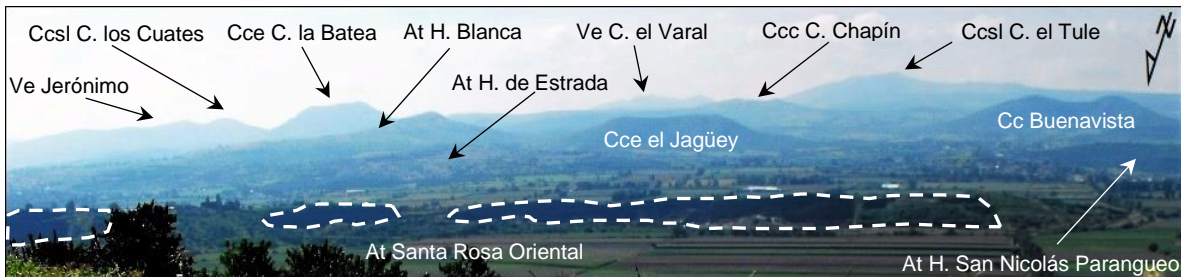 Ccsl C. los Cuates
Cce C. la Batea
At H. Blanca
Ve C. el Varal
Ccc C. Chapín
Ccsl C. el Tule
N
Ve Jerónimo
At H. de Estrada
Cce el Jagüey
Cc Buenavista
At Santa Rosa Oriental
At H. San Nicolás Parangueo